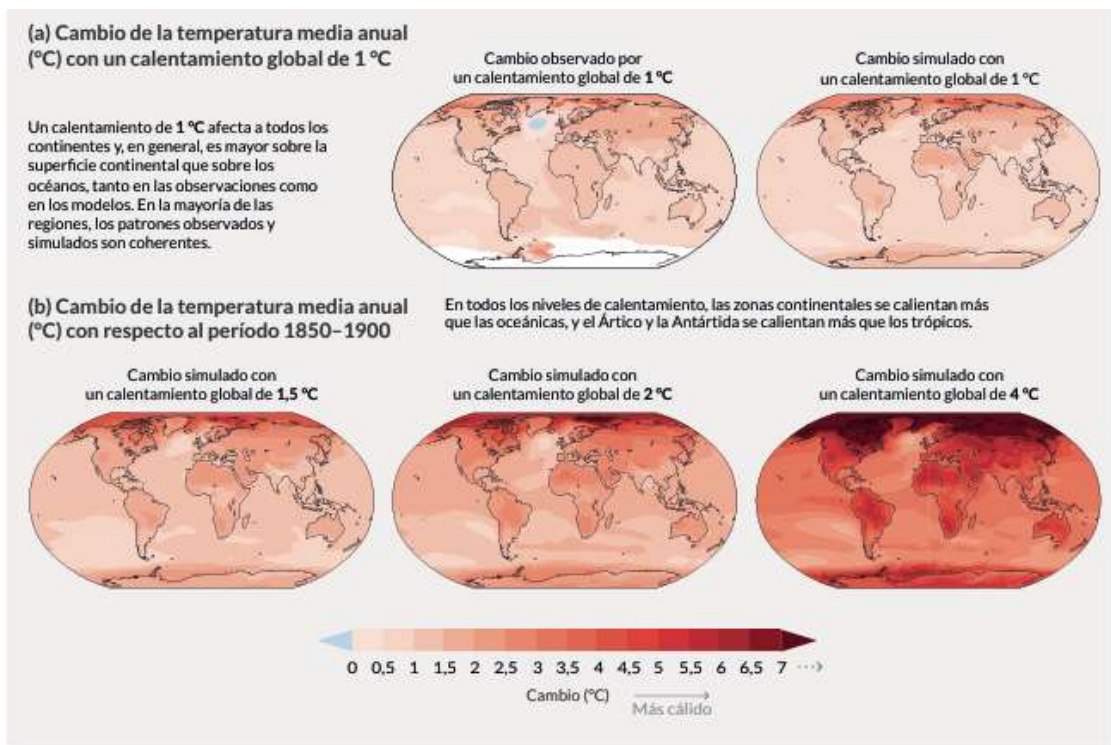 (a) Cambio de la temperatura media anual
(°C) con un calentamiento global de 1 °C
Un calentamiento de 1 °C afecta a todos los
continentes y, en general, es mayor sobre la
superficie continental que sobre los
océanos, tanto en las observaciones como
en los modelos. En la mayoría de las
regiones, los patrones observados y
simulados son coherentes.
Cambio observado por
un calentamiento global de 1 °C
Cambio simulado con
un calentamiento global de 1 °C
(b) Cambio de la temperatura media anual
(°C) con respecto al período 1850–1900
En todos los niveles de calentamiento, las zonas continentales se calientan más
que las oceánicas, y el Ártico y la Antártida se calientan más que los trópicos.
Cambio simulado con
un calentamiento global de 1,5 °C
Cambio simulado con
un calentamiento global de 2 °C
Cambio simulado con
un calentamiento global de 4 °C
0 0,5 1 1,5 2 2,5 3 3,5 4 4,5 5 5,5 6 6,5 7
Cambio (°C)
Más cálido